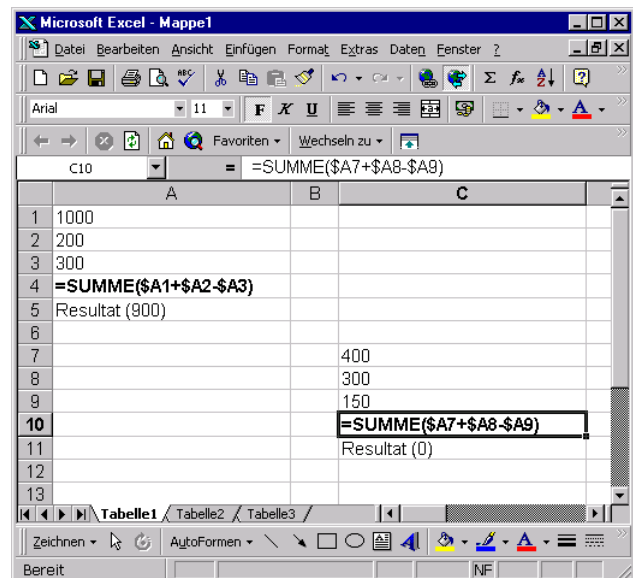 Microsoft Excel - Mappe1
Datei Bearbeiten Ansicht Einfügen Format Extras Daten Fenster ?
Arial 11 F K U
Favoriten Wechseln zu
C10 = =SUMME($A7+$A8-$A9)
A B C
1 1000
2 200
3 300
4 =SUMME($A1+$A2-$A3)
5 Resultat (900)
6
7 400
8 300
9 150
10 =SUMME($A7+$A8-$A9)
11 Resultat (0)
12
13
Tabelle1 Tabelle2 Tabelle3
Zeichnen AutoFormen
Bereit NF